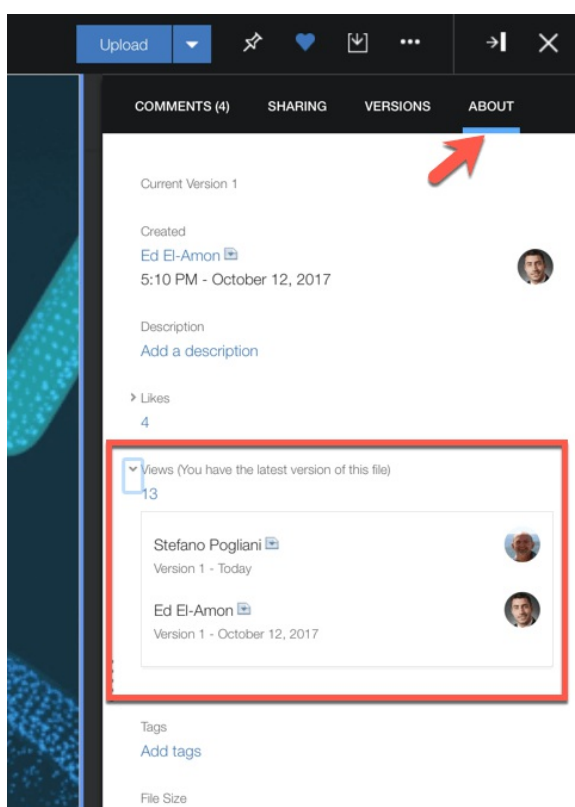 Upload
COMMENTS (4) SHARING VERSIONS ABOUT
Current Version 1
Created
Ed El-Amon
5:10 PM - October 12, 2017
Description
Add a description
Likes
4
Views (You have the latest version of this file)
13
Stefano Pogliani
Version 1 - Today
Ed El-Amon
Version 1 - October 12, 2017
Tags
Add tags
File Size